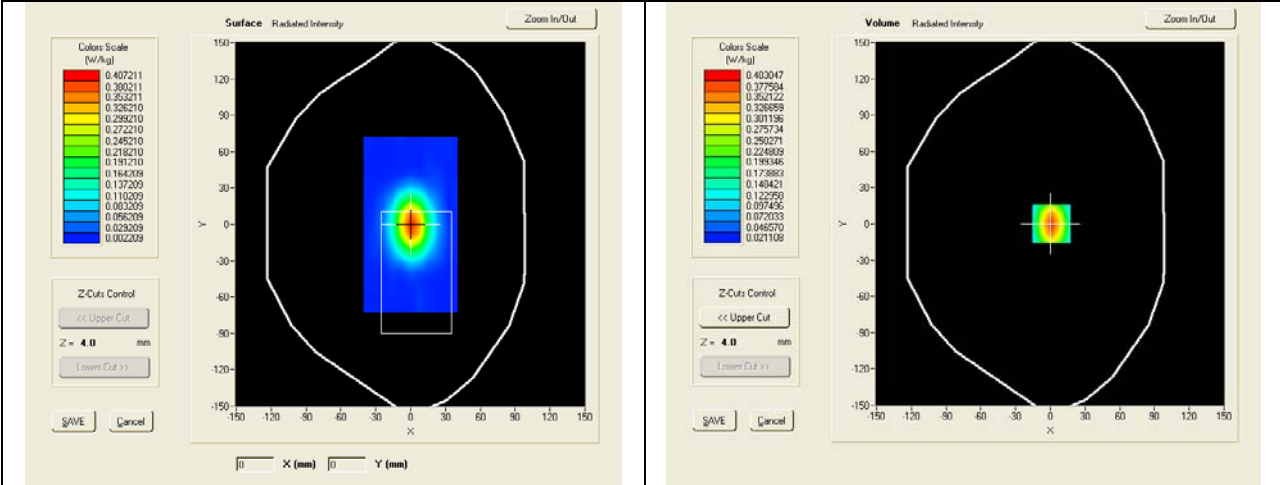 Surface Radiated Intensity
Zoom In/Out
Colors Scale
(W/kg)
0.407211
0.380211
0.353211
0.326210
0.299210
0.272210
0.245210
0.218210
0.191210
0.164209
0.137209
0.110209
0.083209
0.056209
0.029209
0.002209
Z-Cuts Control
<< Upper Cut
Z = 4.0 mm
Lower Cut >>
SAVE Cancel
150
120
90
60
30
0
-30
-60
-90
-120
-150
Y
-150 -120 -90 -60 -30 0 30 60 90 120 150
X
0 X (mm) 0 Y (mm)
Volume Radiated Intensity
Zoom In/Out
Colors Scale
(W/kg)
0.403047
0.377584
0.352122
0.326659
0.301196
0.275734
0.250271
0.224809
0.199346
0.173883
0.148421
0.122958
0.097496
0.072033
0.046570
0.021108
Z-Cuts Control
<< Upper Cut
Z = 4.0 mm
Lower Cut >>
SAVE Cancel
150
120
90
60
30
0
-30
-60
-90
-120
-150
Y
-150 -120 -90 -60 -30 0 30 60 90 120 150
X